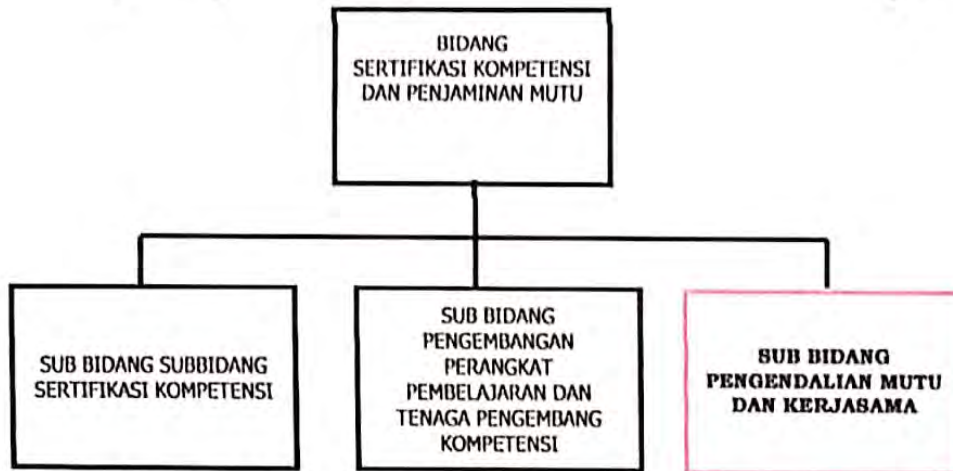 BIDANG
SERTIFIKASI KOMPETENSI
DAN PENJAMINAN MUTU
SUB BIDANG SUBBIDANG
SERTIFIKASI KOMPETENSI
SUB BIDANG
PENGEMBANGAN
PERANGKAT
PEMBELAJARAN DAN
TENAGA PENGEMBANG
KOMPETENSI
SUB BIDANG
PENGENDALIAN MUTU
DAN KERJASAMA